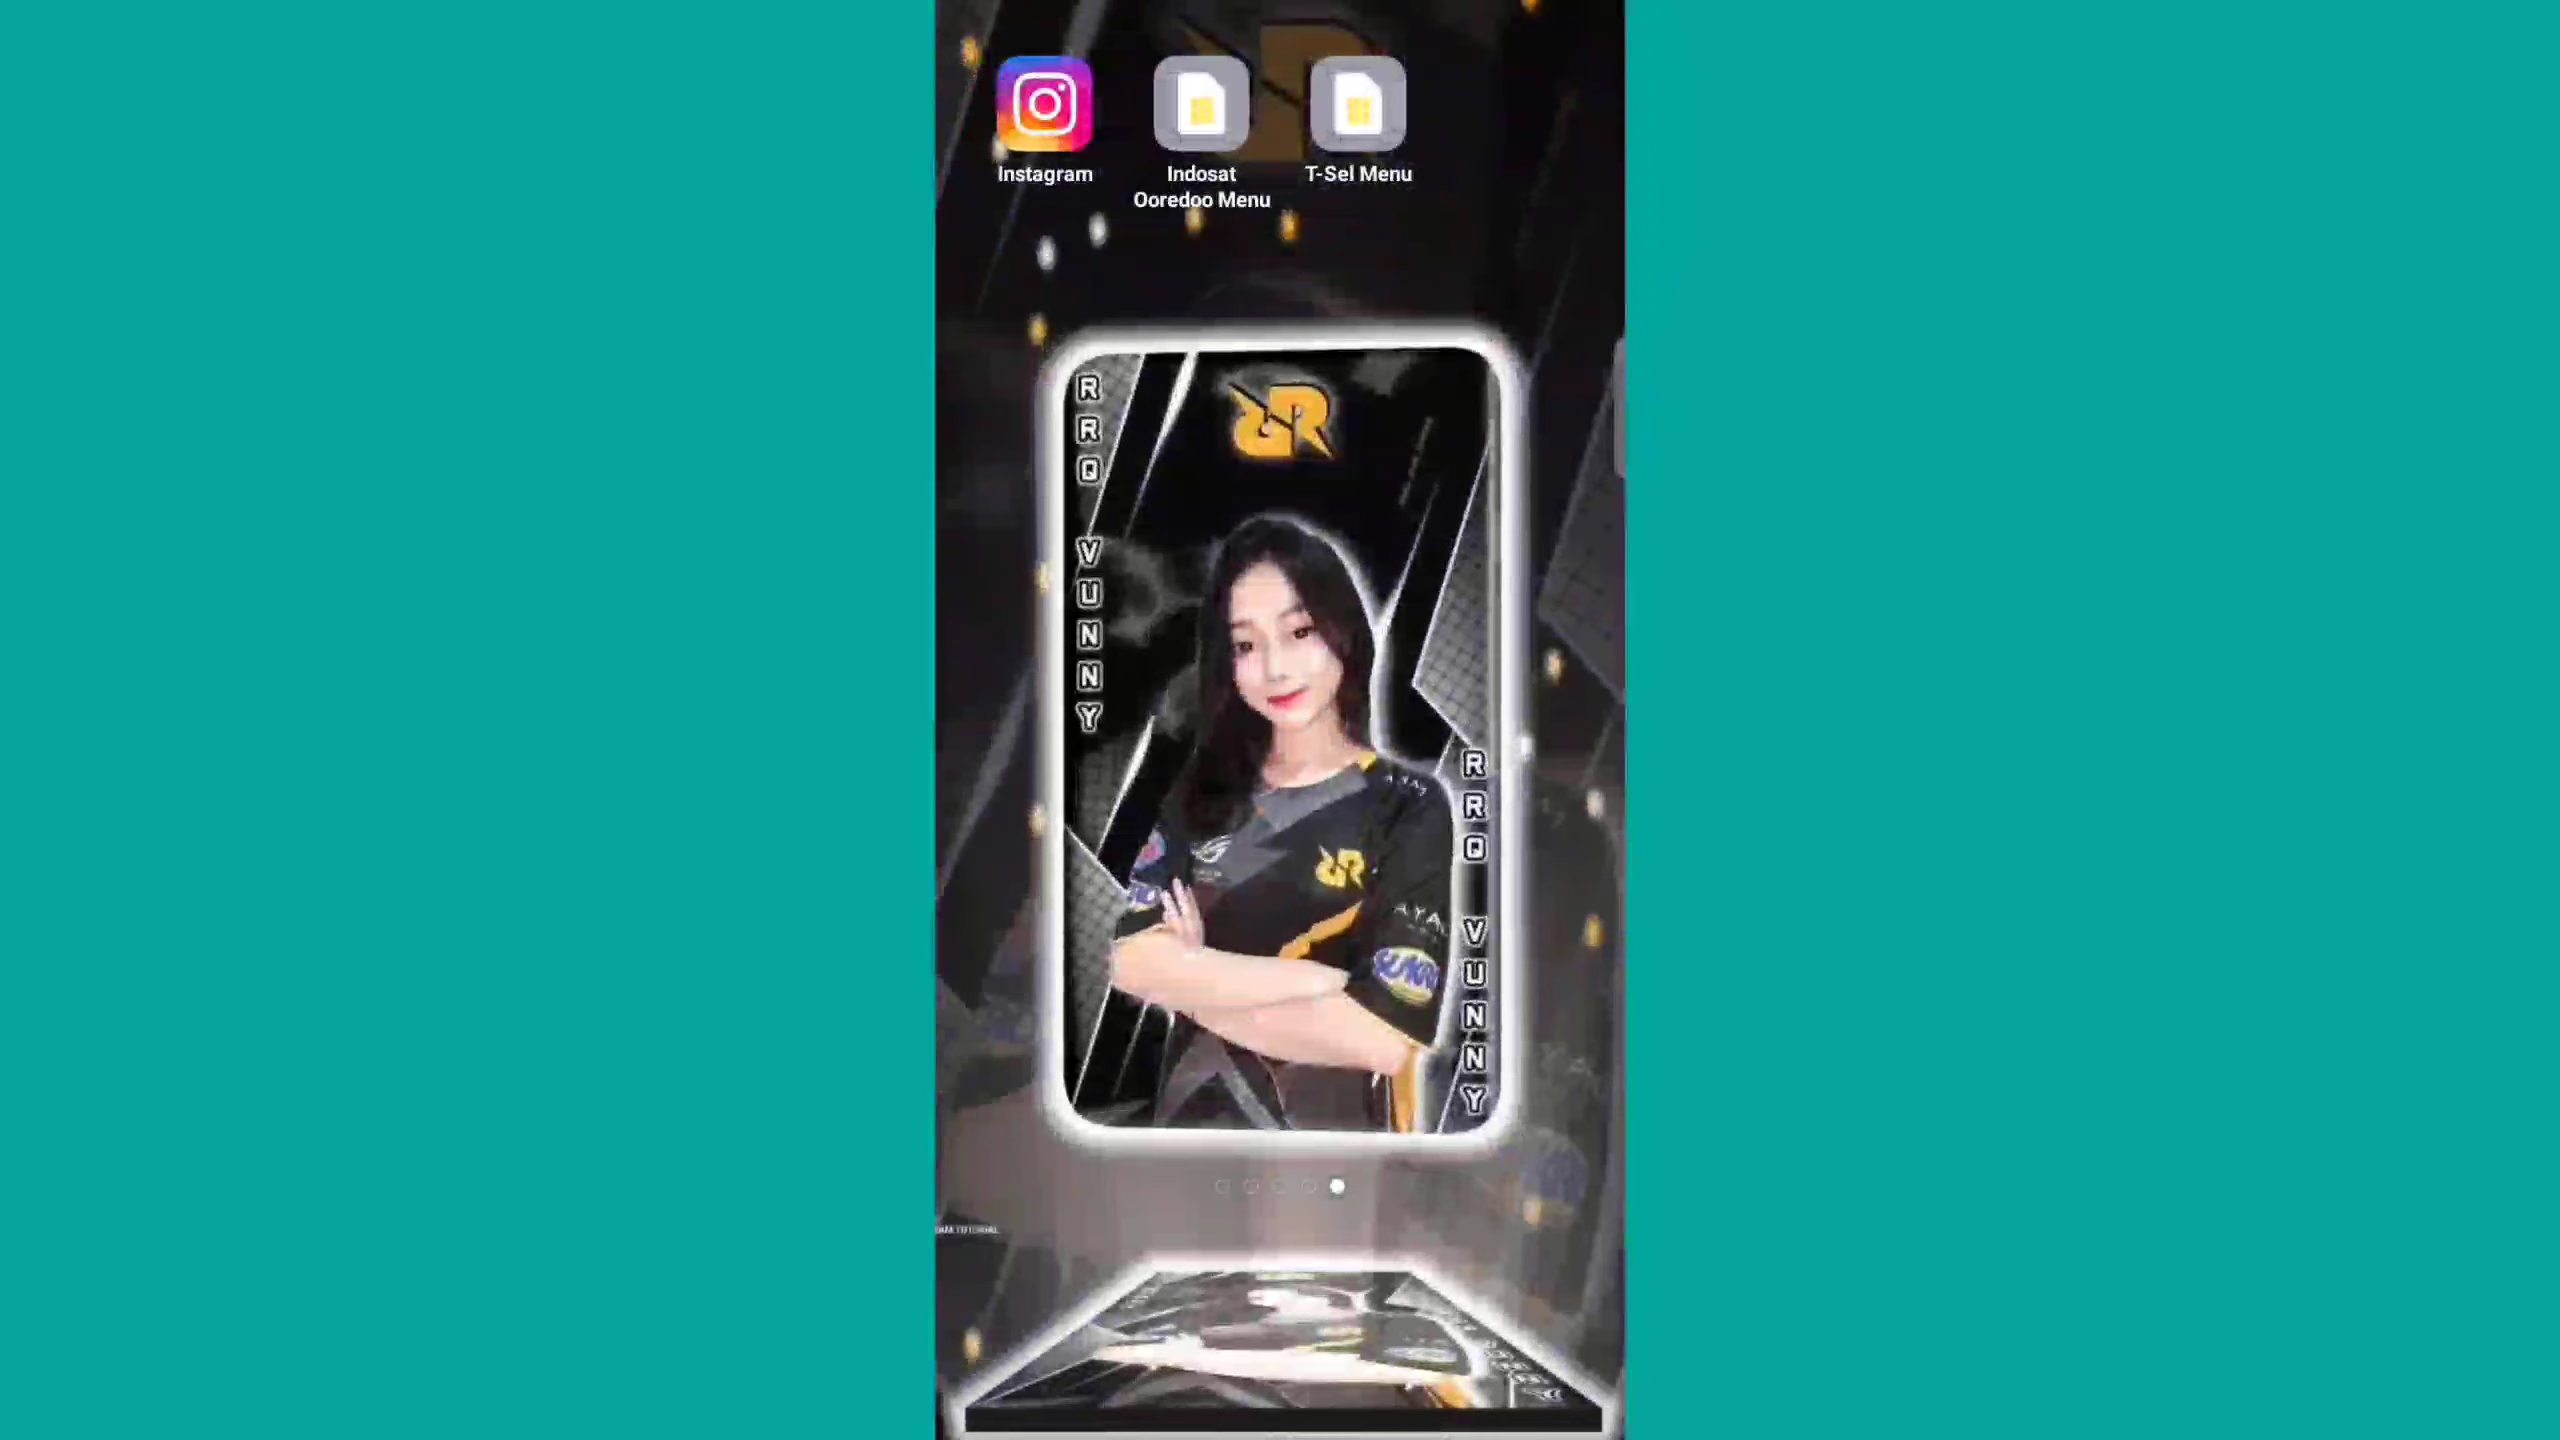 Instagram
Indosat
Ooredoo Menu
T-Sel Menu
RRQ VUNNY
RRQ VUNNY